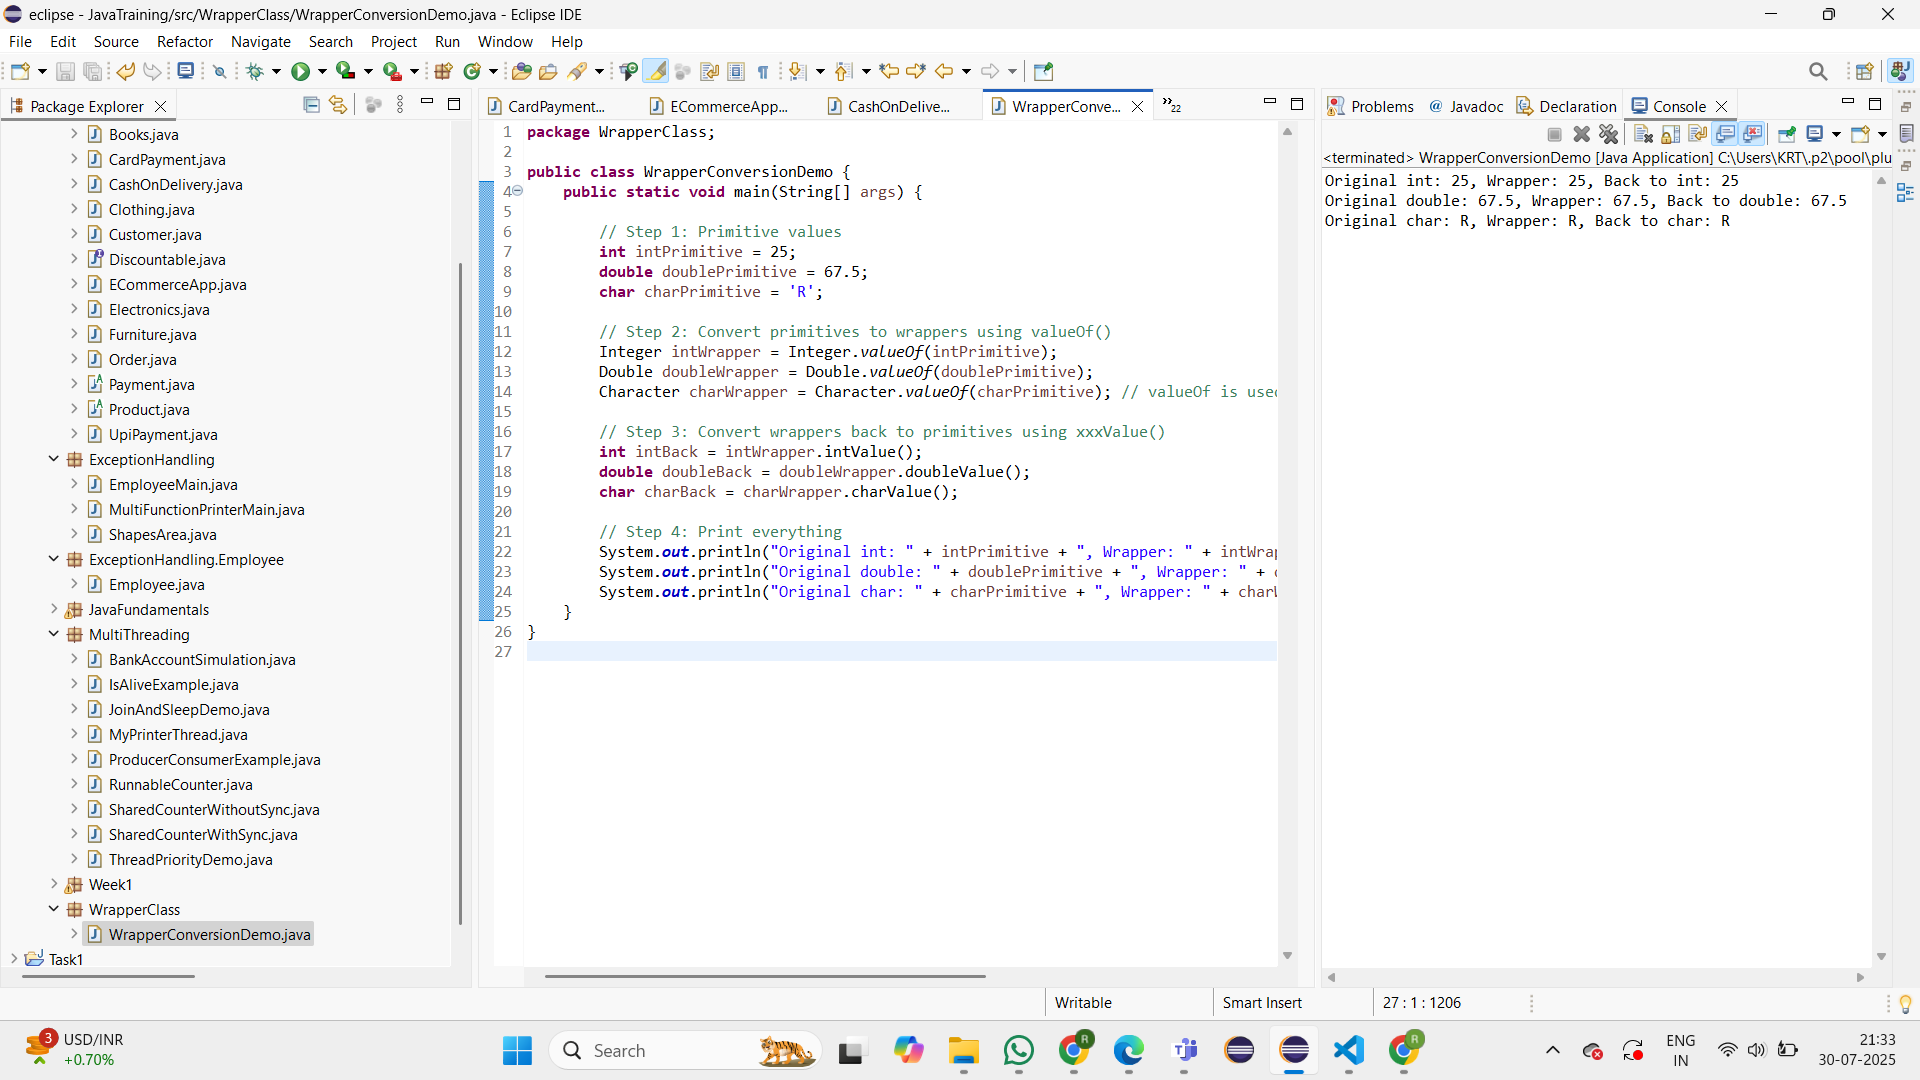 eclipse - JavaTraining/src/WrapperClass/WrapperConversionDemo.java - Eclipse IDE
File Edit Source Refactor Navigate Search Project Run Window Help
Package Explorer
Books.java
CardPayment.java
CashOnDelivery.java
Clothing.java
Customer.java
Discountable.java
ECommerceApp.java
Electronics.java
Furniture.java
Order.java
Payment.java
Product.java
UpiPayment.java
ExceptionHandling
EmployeeMain.java
MultiFunctionPrinterMain.java
ShapesArea.java
ExceptionHandling.Employee
Employee.java
JavaFundamentals
MultiThreading
BankAccountSimulation.java
IsAliveExample.java
JoinAndSleepDemo.java
MyPrinterThread.java
ProducerConsumerExample.java
RunnableCounter.java
SharedCounterWithoutSync.java
SharedCounterWithSync.java
ThreadPriorityDemo.java
Week1
WrapperClass
WrapperConversionDemo.java
Task1
CardPayment... ECommerceApp... CashOnDelive... WrapperConve... »22
1 package WrapperClass;
2
3 public class WrapperConversionDemo {
4 public static void main(String[] args) {
5
6 // Step 1: Primitive values
7 int intPrimitive = 25;
8 double doublePrimitive = 67.5;
9 char charPrimitive = 'R';
10
11 // Step 2: Convert primitives to wrappers using valueOf()
12 Integer intWrapper = Integer.valueOf(intPrimitive);
13 Double doubleWrapper = Double.valueOf(doublePrimitive);
14 Character charWrapper = Character.valueOf(charPrimitive); // valueOf is used
15
16 // Step 3: Convert wrappers back to primitives using xxxValue()
17 int intBack = intWrapper.intValue();
18 double doubleBack = doubleWrapper.doubleValue();
19 char charBack = charWrapper.charValue();
20
21 // Step 4: Print everything
22 System.out.println("Original int: " + intPrimitive + ", Wrapper: " + intWrap
23 System.out.println("Original double: " + doublePrimitive + ", Wrapper: " +
24 System.out.println("Original char: " + charPrimitive + ", Wrapper: " + charW
25 }
26 }
27
Problems @ Javadoc Declaration Console
<terminated> WrapperConversionDemo [Java Application] C:\Users\KRT\.p2\pool\plu
Original int: 25, Wrapper: 25, Back to int: 25
Original double: 67.5, Wrapper: 67.5, Back to double: 67.5
Original char: R, Wrapper: R, Back to char: R
Writable Smart Insert 27 : 1 : 1206
3 USD/INR
+0.70%
Search
R
R
ENG
IN
21:33
30-07-2025